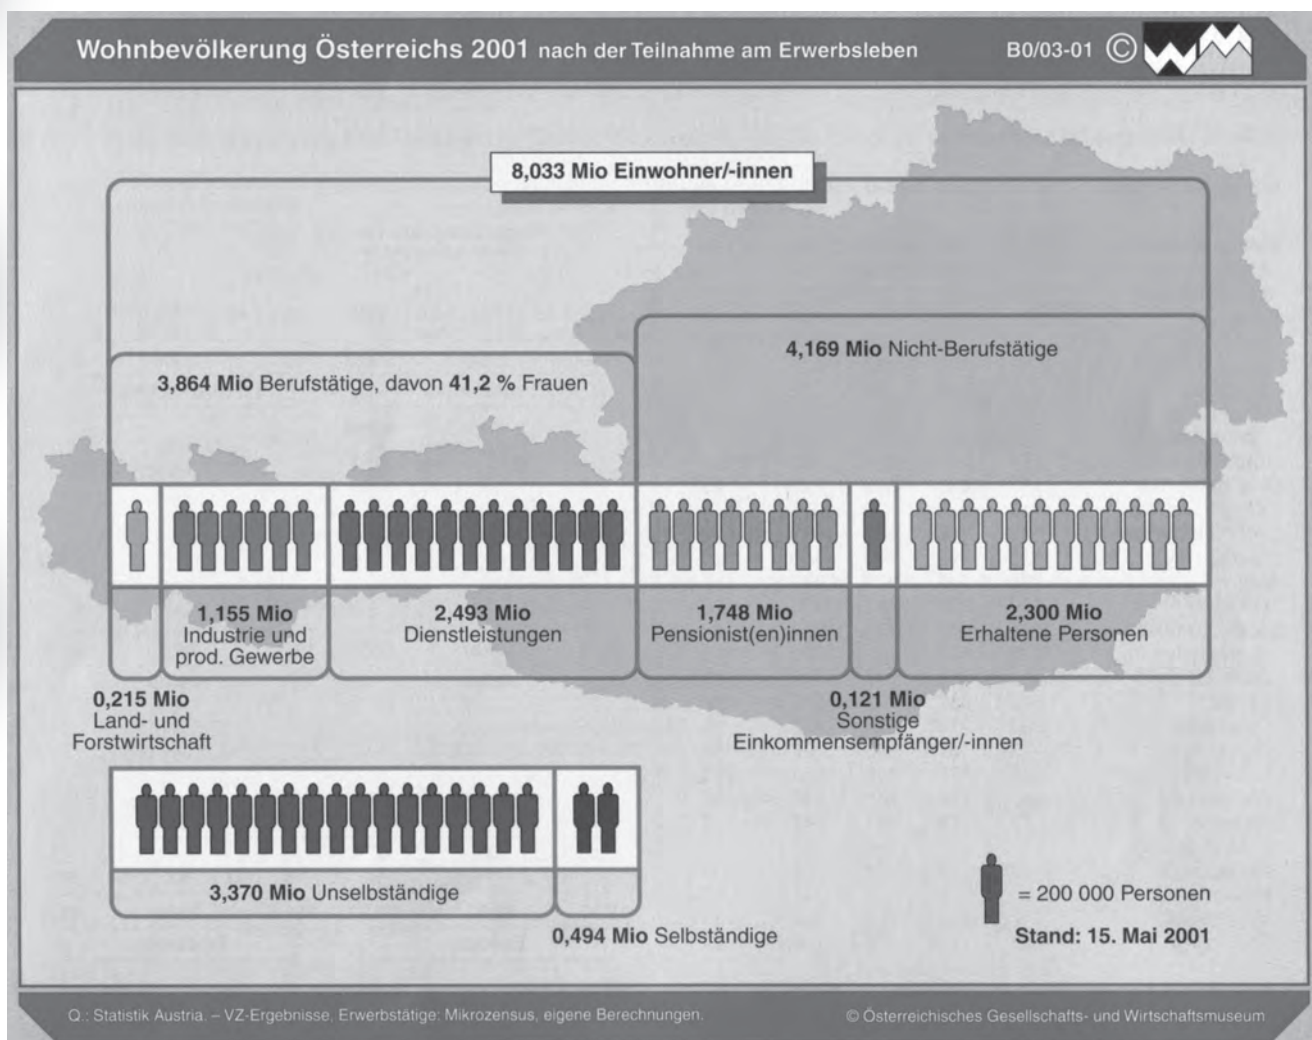 Wohnbevölkerung Österreichs 2001 nach der Teilnahme am Erwerbsleben B0/03-01 ©
8,033 Mio Einwohner/-innen
4,169 Mio Nicht-Berufstätige
3,864 Mio Berufstätige, davon 41,2 % Frauen
1,155 Mio
Industrie und
prod. Gewerbe
2,493 Mio
Dienstleistungen
1,748 Mio
Pensionist(en)innen
2,300 Mio
Erhaltene Personen
0,215 Mio
Land- und
Forstwirtschaft
0,121 Mio
Sonstige
Einkommensempfänger/-innen
3,370 Mio Unselbständige
0,494 Mio Selbständige
= 200 000 Personen
Stand: 15. Mai 2001
Q.: Statistik Austria. – VZ-Ergebnisse, Erwerbstätige: Mikrozensus, eigene Berechnungen.
© Österreichisches Gesellschafts- und Wirtschaftsmuseum